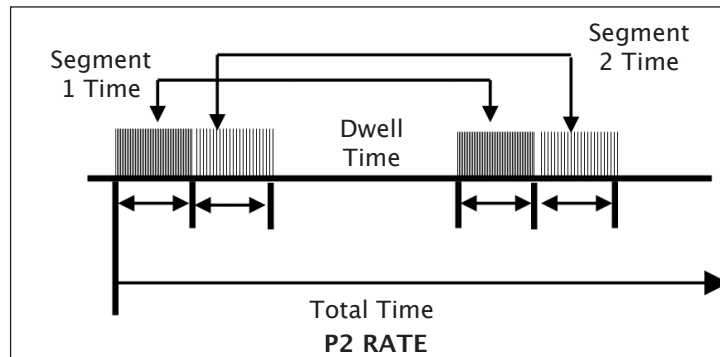 Segment
1 Time
Segment
2 Time
Dwell
Time
Total Time
P2 RATE